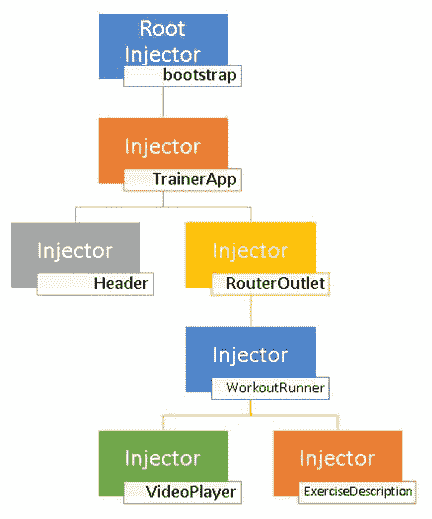 Root
Injector
bootstrap
Injector
TrainerApp
Injector
Header
Injector
RouterOutlet
Injector
WorkoutRunner
Injector
VideoPlayer
Injector
ExerciseDescription